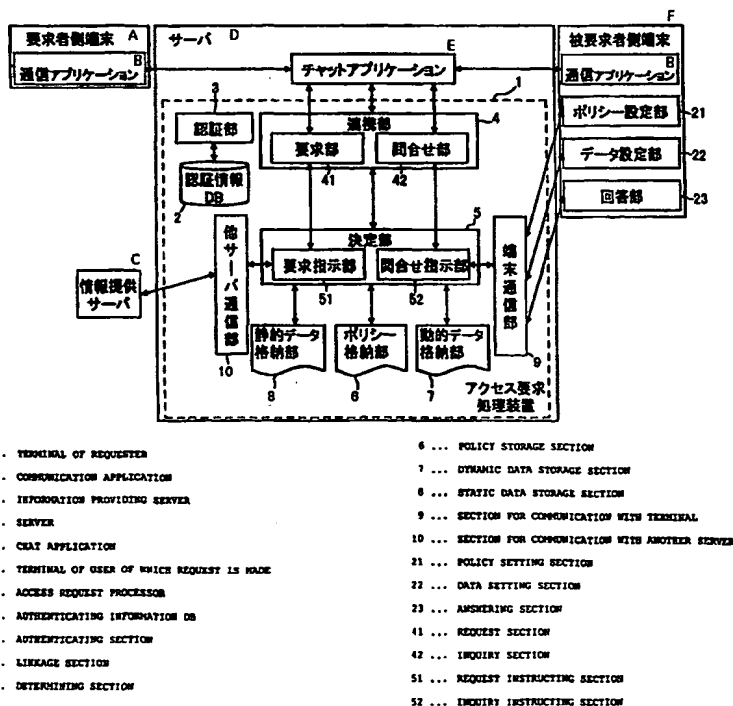 要求者側端末 A
B
通信アプリケーション
サーバ D
E
チャットアプリケーション
F
被要求者側端末
B
通信アプリケーション
1
3
認証部
連携部
4
要求部
問合せ部
41
42
ポリシー設定部
21
データ設定部
22
回答部
23
認証情報
DB
2
5
決定部
要求指示部
問合せ指示部
51
52
他サーバ通信部
10
端末通信部
9
C
情報提供
サーバ
静的データ
格納部
8
ポリシー
格納部
6
動的データ
格納部
7
アクセス要求
処理装置
. TERMINAL OF REQUESTER
. COMMUNICATION APPLICATION
. INFORMATION PROVIDING SERVER
. SERVER
. CHAT APPLICATION
. TERMINAL OF USER OF WHICH REQUEST IS MADE
. ACCESS REQUEST PROCESSOR
. AUTHENTICATING INFORMATION DB
. AUTHENTICATING SECTION
. LINKAGE SECTION
. DETERMINING SECTION
6 ... POLICY STORAGE SECTION
7 ... DYNAMIC DATA STORAGE SECTION
8 ... STATIC DATA STORAGE SECTION
9 ... SECTION FOR COMMUNICATION WITH TERMINAL
10 ... SECTION FOR COMMUNICATION WITH ANOTHER SERVER
21 ... POLICY SETTING SECTION
22 ... DATA SETTING SECTION
23 ... ANSWERING SECTION
41 ... REQUEST SECTION
42 ... INQUIRY SECTION
51 ... REQUEST INSTRUCTING SECTION
52 ... INQUIRY INSTRUCTING SECTION